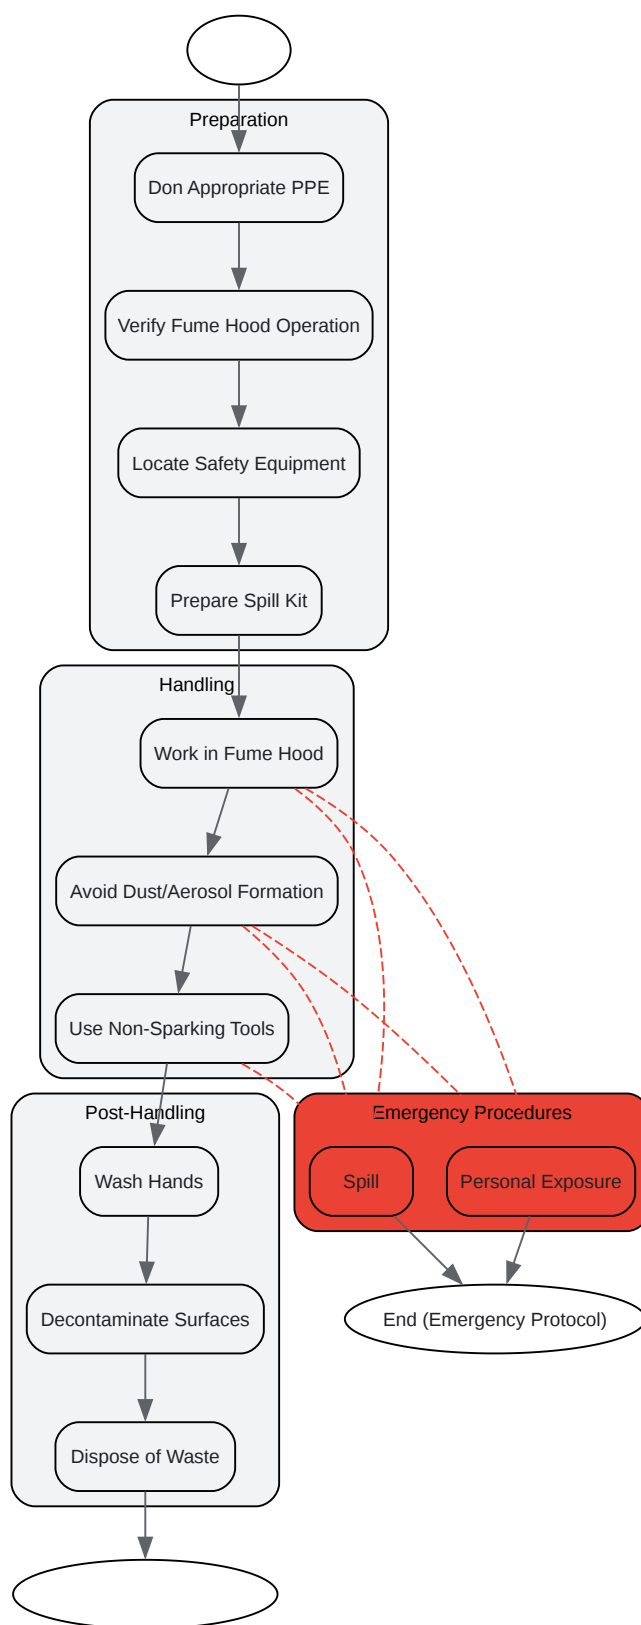 Preparation
Don Appropriate PPE
Verify Fume Hood Operation
Locate Safety Equipment
Prepare Spill Kit
Handling
Work in Fume Hood
Avoid Dust/Aerosol Formation
Use Non-Sparking Tools
Post-Handling
Emergency Procedures
Wash Hands
Spill
Personal Exposure
Decontaminate Surfaces
End (Emergency Protocol)
Dispose of Waste